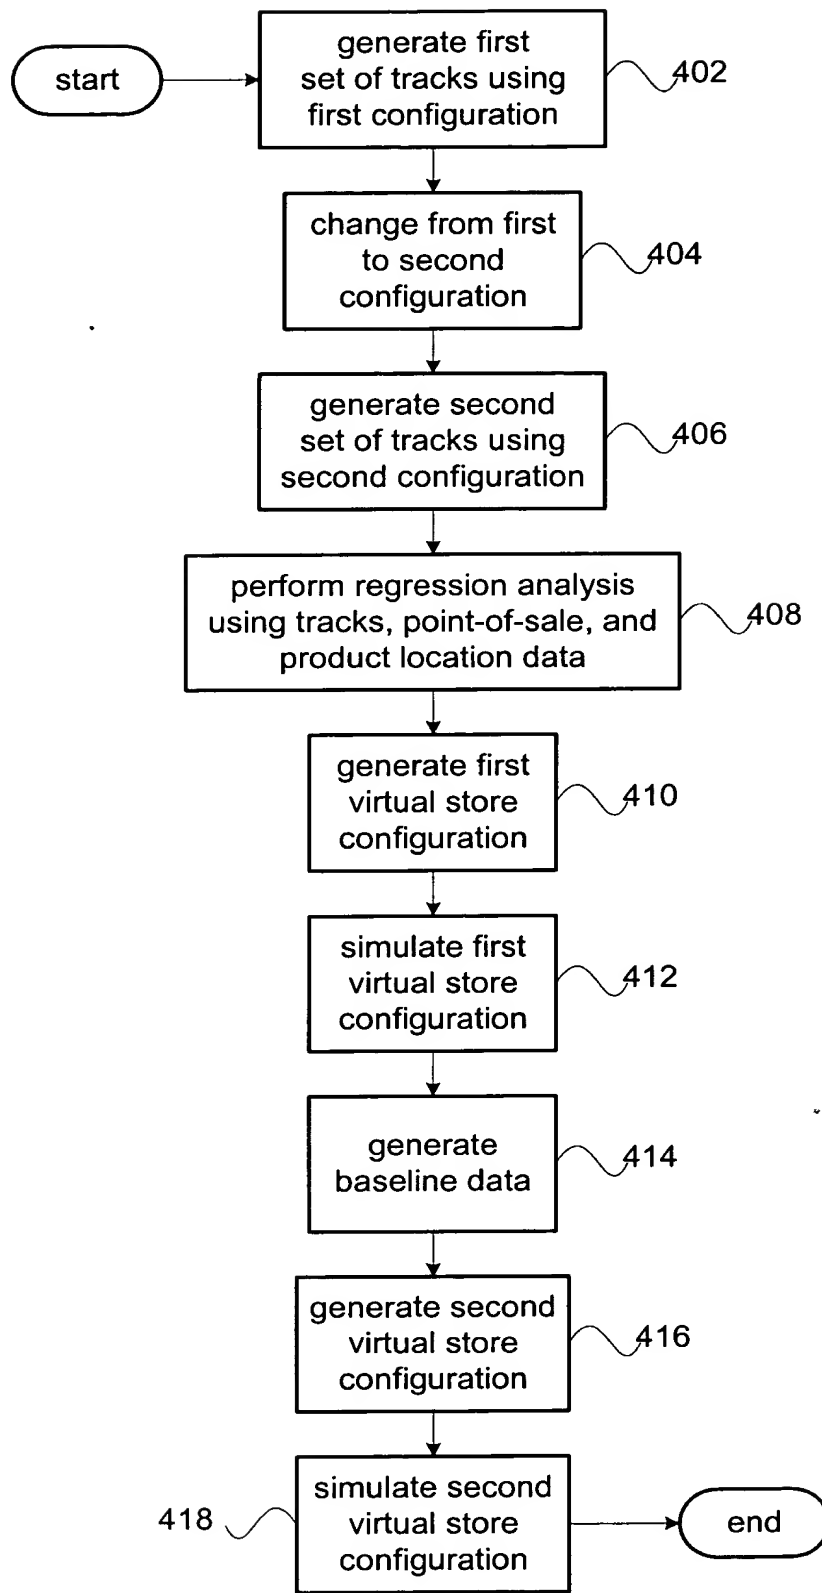 start
generate first
set of tracks using
first configuration
402
change from first
to second
configuration
404
generate second
set of tracks using
second configuration
406
perform regression analysis
using tracks, point-of-sale, and
product location data
408
generate first
virtual store
configuration
410
simulate first
virtual store
configuration
412
generate
baseline data
414
generate second
virtual store
configuration
416
simulate second
virtual store
configuration
418
end